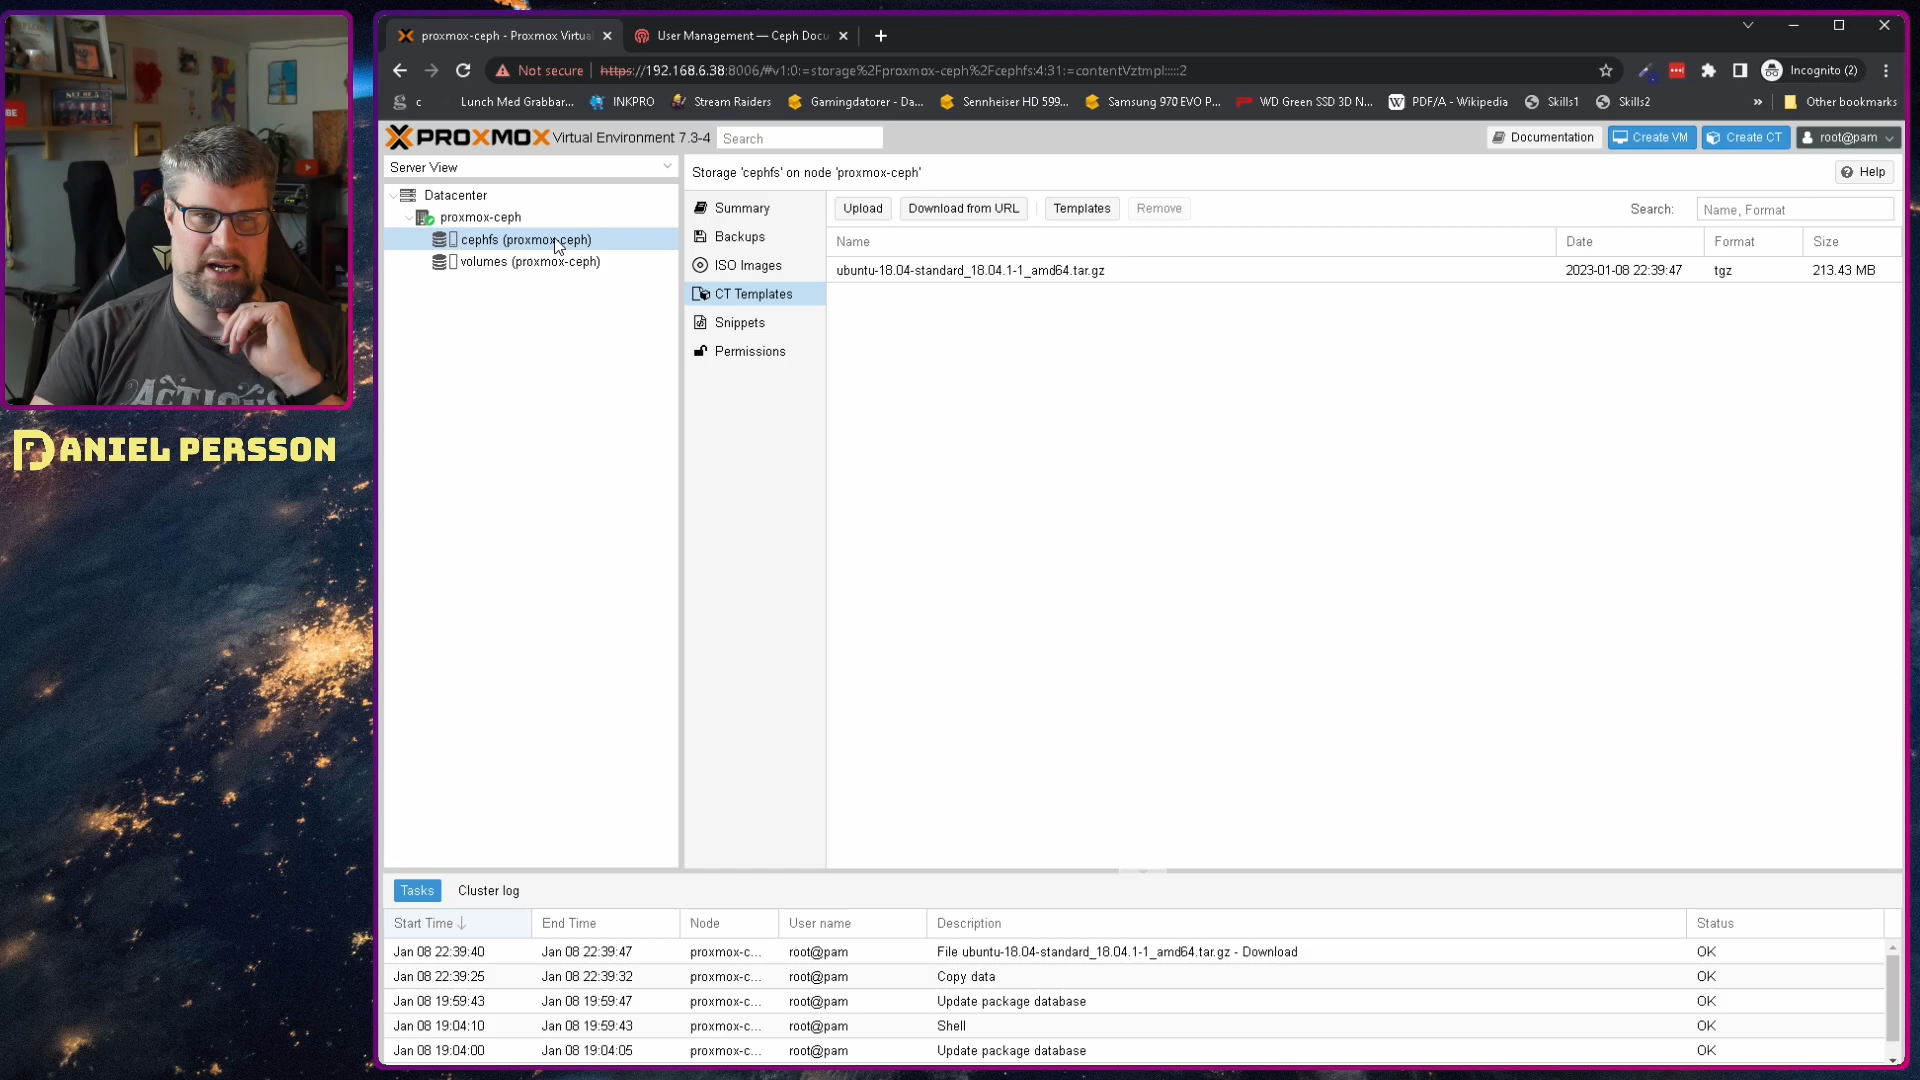 proxmox-ceph - Proxmox Virtua
User Management — Ceph Docu
Not secure
https://192.168.6.38:8006/#v1:0:=storage%2Fproxmox-ceph%2Fcephfs:4:31:=contentVztmpl:::::2
Incognito (2)
c
Lunch Med Grabbar...
INKPRO
Stream Raiders
Gamingdatorer - Da...
Sennheiser HD 599...
Samsung 970 EVO P...
WD Green SSD 3D N...
PDF/A - Wikipedia
Skills1
Skills2
»
Other bookmarks
PROXMOX Virtual Environment 7.3-4
Search
Documentation
Create VM
Create CT
root@pam
Server View
Datacenter
proxmox-ceph
cephfs (proxmox-ceph)
volumes (proxmox-ceph)
Storage 'cephfs' on node 'proxmox-ceph'
Help
Summary
Backups
ISO Images
CT Templates
Snippets
Permissions
Upload
Download from URL
Templates
Remove
Search:
Name, Format
Name Date Format Size
ubuntu-18.04-standard_18.04.1-1_amd64.tar.gz 2023-01-08 22:39:47 tgz 213.43 MB
ACTIONS
DANIEL PERSSON
Tasks
Cluster log
Start Time End Time Node User name Description Status
Jan 08 22:39:40 Jan 08 22:39:47 proxmox-c... root@pam File ubuntu-18.04-standard_18.04.1-1_amd64.tar.gz - Download OK
Jan 08 22:39:25 Jan 08 22:39:32 proxmox-c... root@pam Copy data OK
Jan 08 19:59:43 Jan 08 19:59:47 proxmox-c... root@pam Update package database OK
Jan 08 19:04:10 Jan 08 19:59:43 proxmox-c... root@pam Shell OK
Jan 08 19:04:00 Jan 08 19:04:05 proxmox-c... root@pam Update package database OK